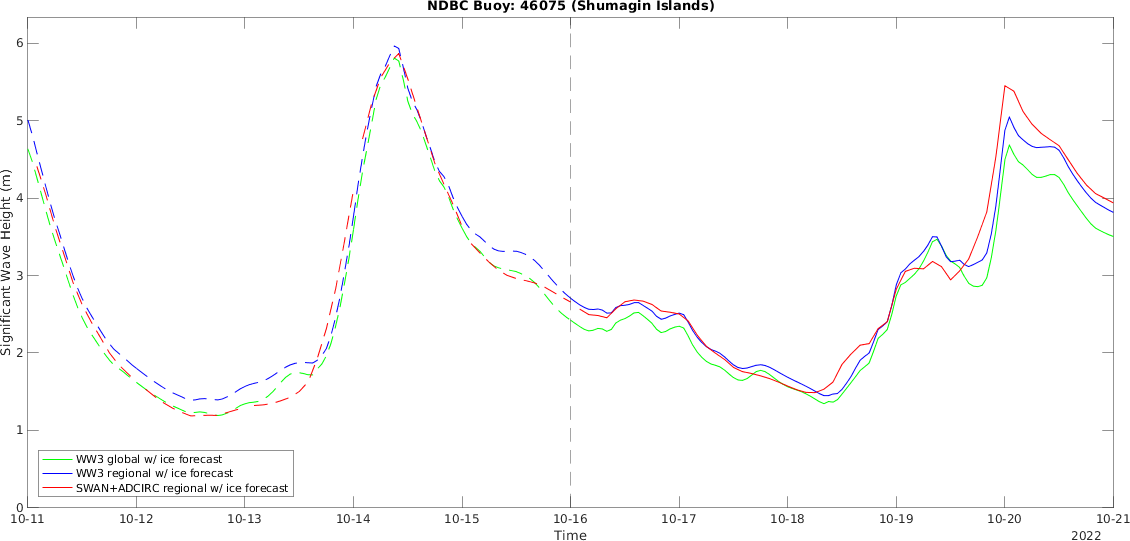 NDBC Buoy: 46075 (Shumagin Islands)
Significant Wave Height (m)
6
5
4
3
2
1
0
WW3 global w/ ice forecast
WW3 regional w/ ice forecast
SWAN+ADCIRC regional w/ ice forecast
10-11 10-12 10-13 10-14 10-15 10-16 10-17 10-18 10-19 10-20 10-21
Time
2022